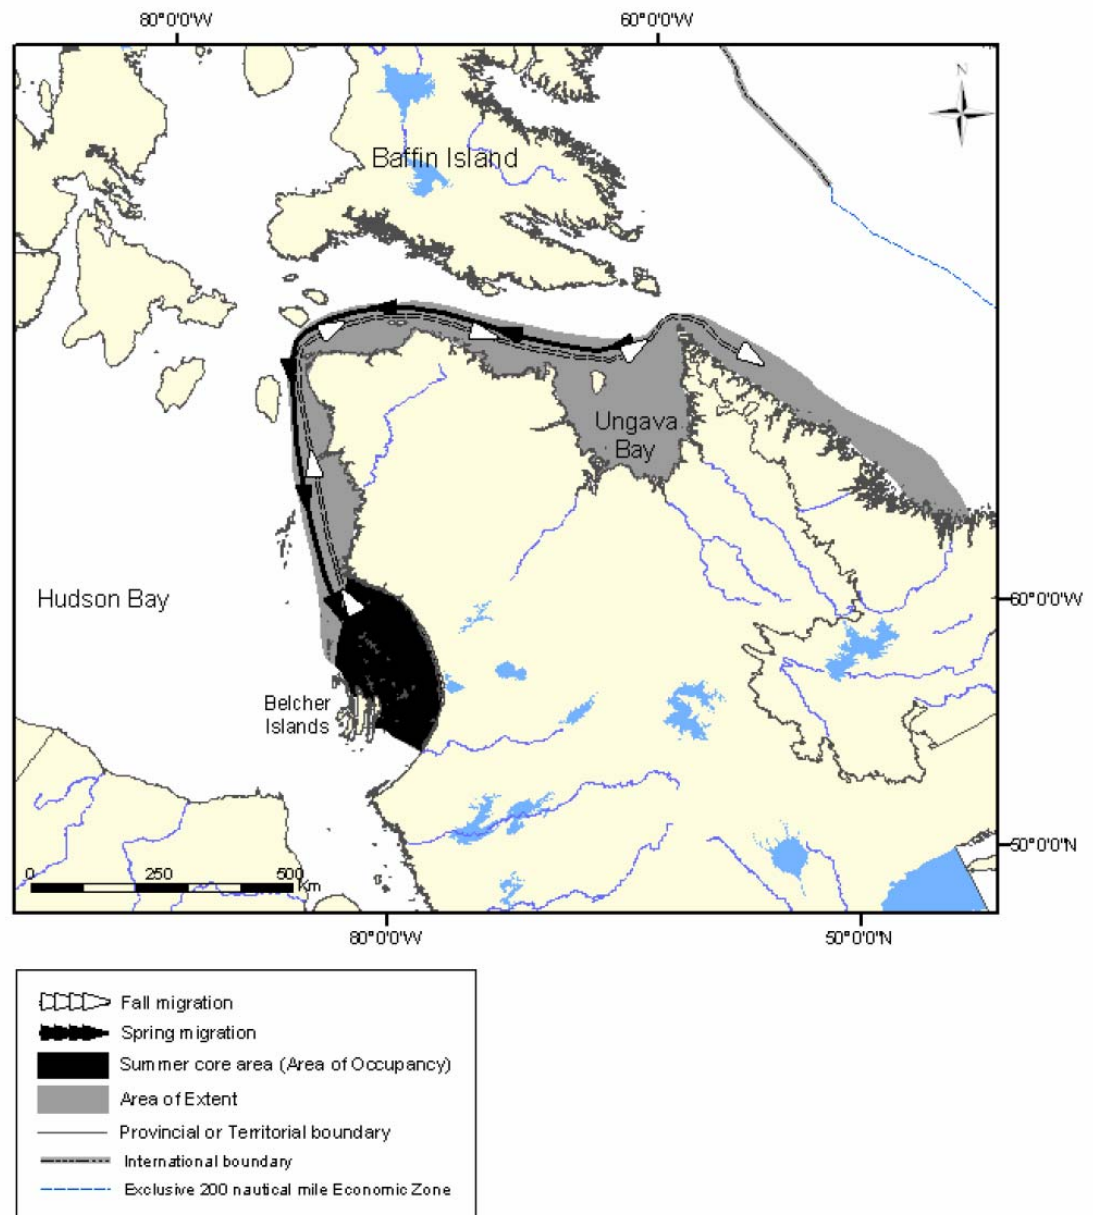 80°0'0"W 60°0'0"W
N
Baffin Island
Ungava
Bay
Hudson Bay
60°0'0"W
Belcher
Islands
50°0'0"N
0 250 500
Km
80°0'0"W 50°0'0"N
Fall migration
Spring migration
Summer core area (Area of Occupancy)
Area of Extent
Provincial or Territorial boundary
International boundary
Exclusive 200 nautical mile Economic Zone